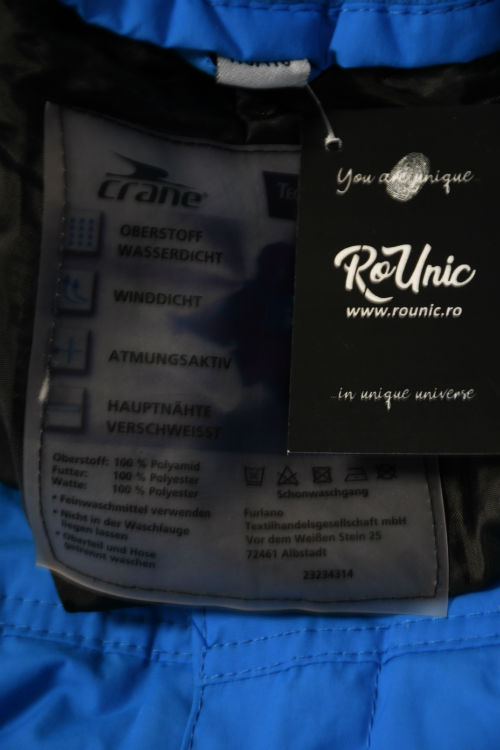 crane
OBERSTOFF
WASSERDICHT
WINDDICHT
ATMUNGSAKTIV
HAUPTNÄHTE
VERSCHWEISST
Oberstoff: 100 % Polyamid
Futter: 100 % Polyester
Watte: 100 % Polyester
• Feinwaschmittel verwenden
• Nicht in der Waschlauge
liegen lassen
• Oberteil und Hose
getrennt waschen
Schonwaschgang
Furiano
Textilhandelsgesellschaft mbH
Vor dem Weißen Stein 25
72461 Albstadt
23234314
You are unique
RoUnic
www.rounic.ro
...in unique universe